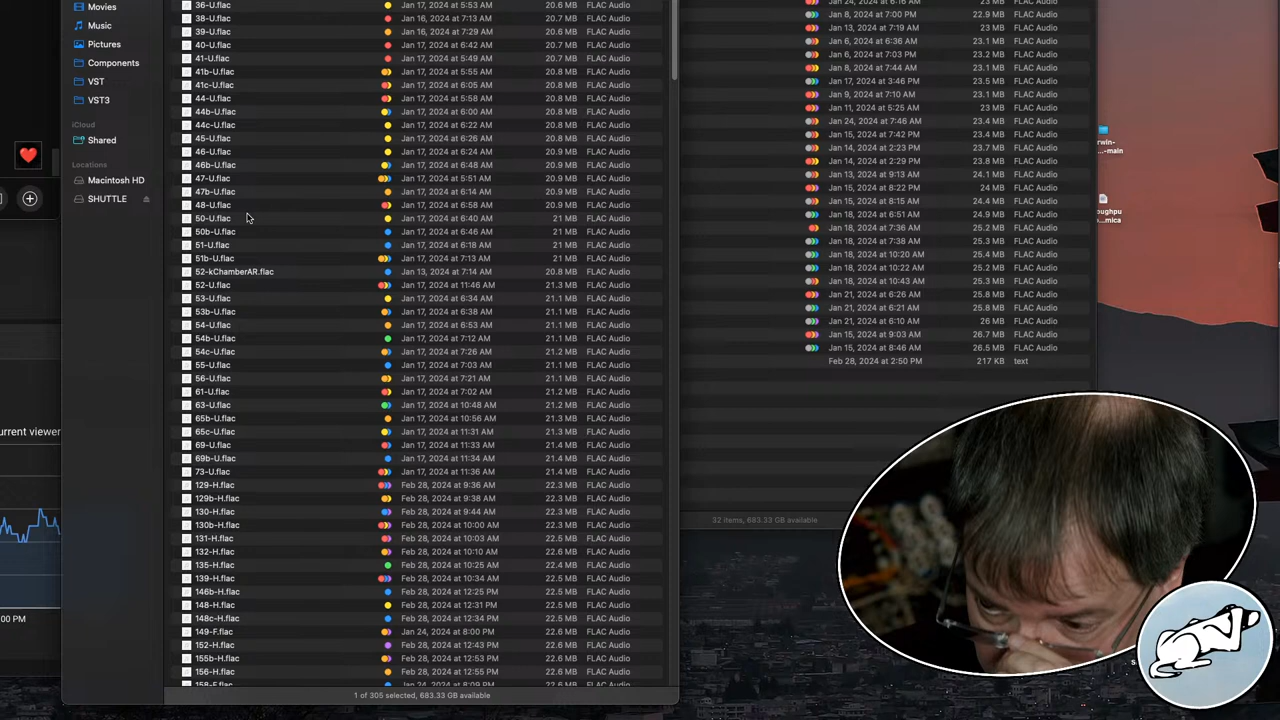 Movies
Music
Pictures
Components
VST
VST3
iCloud
Shared
Locations
Macintosh HD
SHUTTLE
urrent viewer
00 PM
36-U.flac Jan 17, 2024 at 5:53 AM 20.6 MB FLAC Audio
38-U.flac Jan 16, 2024 at 7:13 AM 20.7 MB FLAC Audio
39-U.flac Jan 16, 2024 at 7:29 AM 20.6 MB FLAC Audio
40-U.flac Jan 17, 2024 at 6:42 AM 20.7 MB FLAC Audio
41-U.flac Jan 17, 2024 at 5:49 AM 20.7 MB FLAC Audio
41b-U.flac Jan 17, 2024 at 5:55 AM 20.8 MB FLAC Audio
41c-U.flac Jan 17, 2024 at 6:05 AM 20.8 MB FLAC Audio
44-U.flac Jan 17, 2024 at 5:58 AM 20.8 MB FLAC Audio
44b-U.flac Jan 17, 2024 at 6:00 AM 20.8 MB FLAC Audio
44c-U.flac Jan 17, 2024 at 6:22 AM 20.8 MB FLAC Audio
45-U.flac Jan 17, 2024 at 6:26 AM 20.8 MB FLAC Audio
46-U.flac Jan 17, 2024 at 6:26 AM 20.9 MB FLAC Audio
46b-U.flac Jan 17, 2024 at 6:48 AM 20.9 MB FLAC Audio
47-U.flac Jan 17, 2024 at 5:51 AM 20.9 MB FLAC Audio
47b-U.flac Jan 17, 2024 at 6:14 AM 20.9 MB FLAC Audio
48-U.flac Jan 17, 2024 at 6:58 AM 20.9 MB FLAC Audio
50-U.flac Jan 17, 2024 at 6:40 AM 21 MB FLAC Audio
50b-U.flac Jan 17, 2024 at 6:46 AM 21 MB FLAC Audio
51-U.flac Jan 17, 2024 at 6:18 AM 21 MB FLAC Audio
51b-U.flac Jan 17, 2024 at 7:13 AM 21 MB FLAC Audio
52-kChamberAR.flac Jan 13, 2024 at 7:14 AM 20.8 MB FLAC Audio
52-U.flac Jan 17, 2024 at 11:46 AM 21.3 MB FLAC Audio
53-U.flac Jan 17, 2024 at 6:34 AM 21.1 MB FLAC Audio
53b-U.flac Jan 17, 2024 at 6:38 AM 21.1 MB FLAC Audio
54-U.flac Jan 17, 2024 at 6:53 AM 21.1 MB FLAC Audio
54b-U.flac Jan 17, 2024 at 7:12 AM 21.1 MB FLAC Audio
54c-U.flac Jan 17, 2024 at 7:26 AM 21.1 MB FLAC Audio
55-U.flac Jan 17, 2024 at 7:03 AM 21.1 MB FLAC Audio
56-U.flac Jan 17, 2024 at 7:21 AM 21.1 MB FLAC Audio
61-U.flac Jan 17, 2024 at 7:02 AM 21.2 MB FLAC Audio
63-U.flac Jan 17, 2024 at 10:48 AM 21.2 MB FLAC Audio
65b-U.flac Jan 17, 2024 at 10:56 AM 21.3 MB FLAC Audio
65c-U.flac Jan 17, 2024 at 11:31 AM 21.3 MB FLAC Audio
69-U.flac Jan 17, 2024 at 11:33 AM 21.4 MB FLAC Audio
69b-U.flac Jan 17, 2024 at 11:34 AM 21.4 MB FLAC Audio
73-U.flac Jan 17, 2024 at 11:36 AM 21.4 MB FLAC Audio
129-H.flac Feb 28, 2024 at 9:36 AM 22.3 MB FLAC Audio
129b-H.flac Feb 28, 2024 at 9:38 AM 22.3 MB FLAC Audio
130-H.flac Feb 28, 2024 at 9:44 AM 22.3 MB FLAC Audio
130b-H.flac Feb 28, 2024 at 10:00 AM 22.3 MB FLAC Audio
131-H.flac Feb 28, 2024 at 10:03 AM 22.5 MB FLAC Audio
132-H.flac Feb 28, 2024 at 10:10 AM 22.6 MB FLAC Audio
135-H.flac Feb 28, 2024 at 10:25 AM 22.4 MB FLAC Audio
139-H.flac Feb 28, 2024 at 10:34 AM 22.5 MB FLAC Audio
146b-H.flac Feb 28, 2024 at 12:25 PM 22.5 MB FLAC Audio
148-H.flac Feb 28, 2024 at 12:31 PM 22.5 MB FLAC Audio
148c-H.flac Feb 28, 2024 at 12:34 PM 22.5 MB FLAC Audio
149-F.flac Jan 24, 2024 at 8:00 PM 22.6 MB FLAC Audio
152-H.flac Feb 28, 2024 at 12:43 PM 22.6 MB FLAC Audio
155b-H.flac Feb 28, 2024 at 12:53 PM 22.6 MB FLAC Audio
156-H.flac Feb 28, 2024 at 12:55 PM 22.6 MB FLAC Audio
158-F.flac Jan 24, 2024 at 8:09 PM 22.6 MB FLAC Audio
1 of 305 selected, 683.33 GB available
Jan 24, 2024 at 6:16 AM 23 MB FLAC Audio
Jan 8, 2024 at 7:00 PM 22.9 MB FLAC Audio
Jan 13, 2024 at 7:19 AM 23 MB FLAC Audio
Jan 6, 2024 at 6:36 AM 23.1 MB FLAC Audio
Jan 6, 2024 at 7:03 PM 23.1 MB FLAC Audio
Jan 8, 2024 at 7:44 AM 23.1 MB FLAC Audio
Jan 17, 2024 at 3:46 PM 23.5 MB FLAC Audio
Jan 9, 2024 at 7:10 AM 23.1 MB FLAC Audio
Jan 11, 2024 at 5:25 AM 23 MB FLAC Audio
Jan 24, 2024 at 7:46 AM 23.4 MB FLAC Audio
Jan 15, 2024 at 7:42 PM 23.4 MB FLAC Audio
Jan 14, 2024 at 2:23 PM 23.7 MB FLAC Audio
Jan 14, 2024 at 2:29 PM 23.8 MB FLAC Audio
Jan 13, 2024 at 9:13 AM 24.1 MB FLAC Audio
Jan 15, 2024 at 8:22 PM 24 MB FLAC Audio
Jan 15, 2024 at 8:15 AM 24.4 MB FLAC Audio
Jan 18, 2024 at 6:51 AM 24.9 MB FLAC Audio
Jan 18, 2024 at 7:36 AM 25.2 MB FLAC Audio
Jan 18, 2024 at 7:38 AM 25.3 MB FLAC Audio
Jan 18, 2024 at 10:20 AM 25.4 MB FLAC Audio
Jan 18, 2024 at 10:22 AM 25.2 MB FLAC Audio
Jan 18, 2024 at 10:43 AM 25.3 MB FLAC Audio
Jan 21, 2024 at 6:26 AM 25.8 MB FLAC Audio
Jan 21, 2024 at 6:21 AM 25.8 MB FLAC Audio
Jan 21, 2024 at 6:10 AM 26 MB FLAC Audio
Jan 15, 2024 at 9:03 AM 26.7 MB FLAC Audio
Jan 15, 2024 at 8:46 AM 26.5 MB FLAC Audio
Feb 28, 2024 at 2:50 PM 217 KB text
32 items, 683.33 GB available
rwin-
...-main
oughpu
...mica